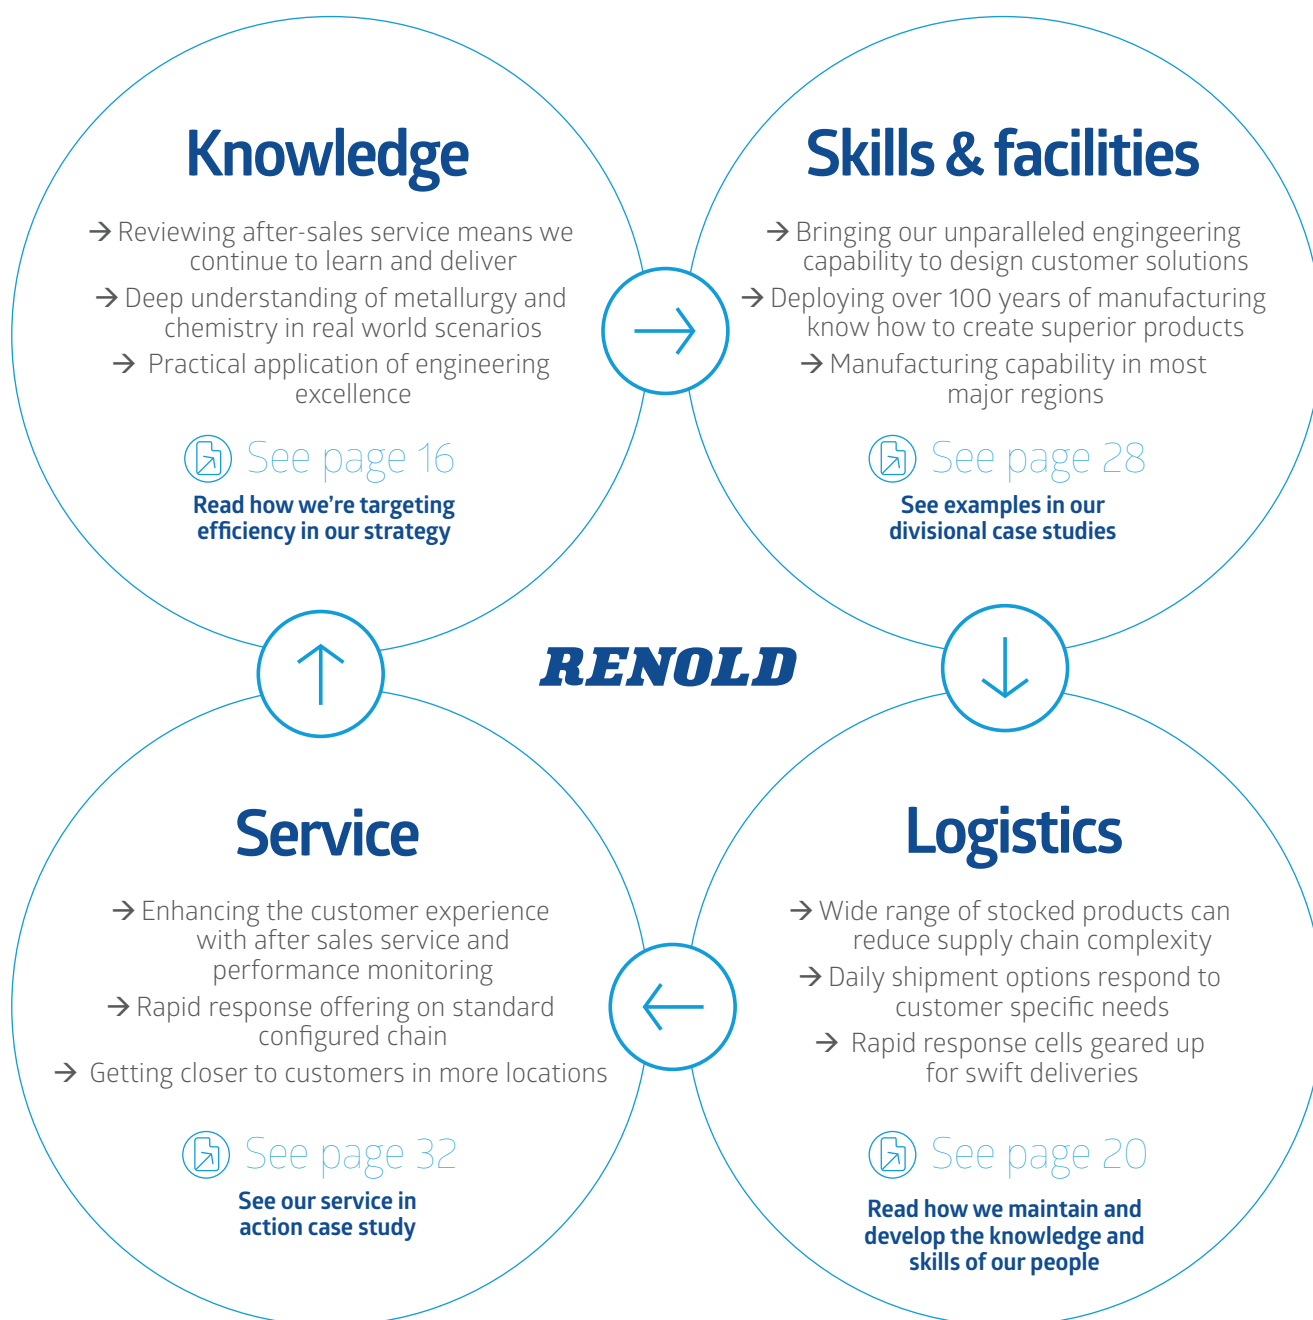 Knowledge
→ Reviewing after-sales service means we
continue to learn and deliver
→ Deep understanding of metallurgy and
chemistry in real world scenarios
→ Practical application of engineering
excellence
See page 16
Read how we're targeting
efficiency in our strategy
Skills & facilities
→ Bringing our unparalleled engingeering
capability to design customer solutions
→ Deploying over 100 years of manufacturing
know how to create superior products
→ Manufacturing capability in most
major regions
See page 28
See examples in our
divisional case studies
RENOLD
Service
→ Enhancing the customer experience
with after sales service and
performance monitoring
→ Rapid response offering on standard
configured chain
→ Getting closer to customers in more locations
See page 32
See our service in
action case study
Logistics
→ Wide range of stocked products can
reduce supply chain complexity
→ Daily shipment options respond to
customer specific needs
→ Rapid response cells geared up
for swift deliveries
See page 20
Read how we maintain and
develop the knowledge and
skills of our people